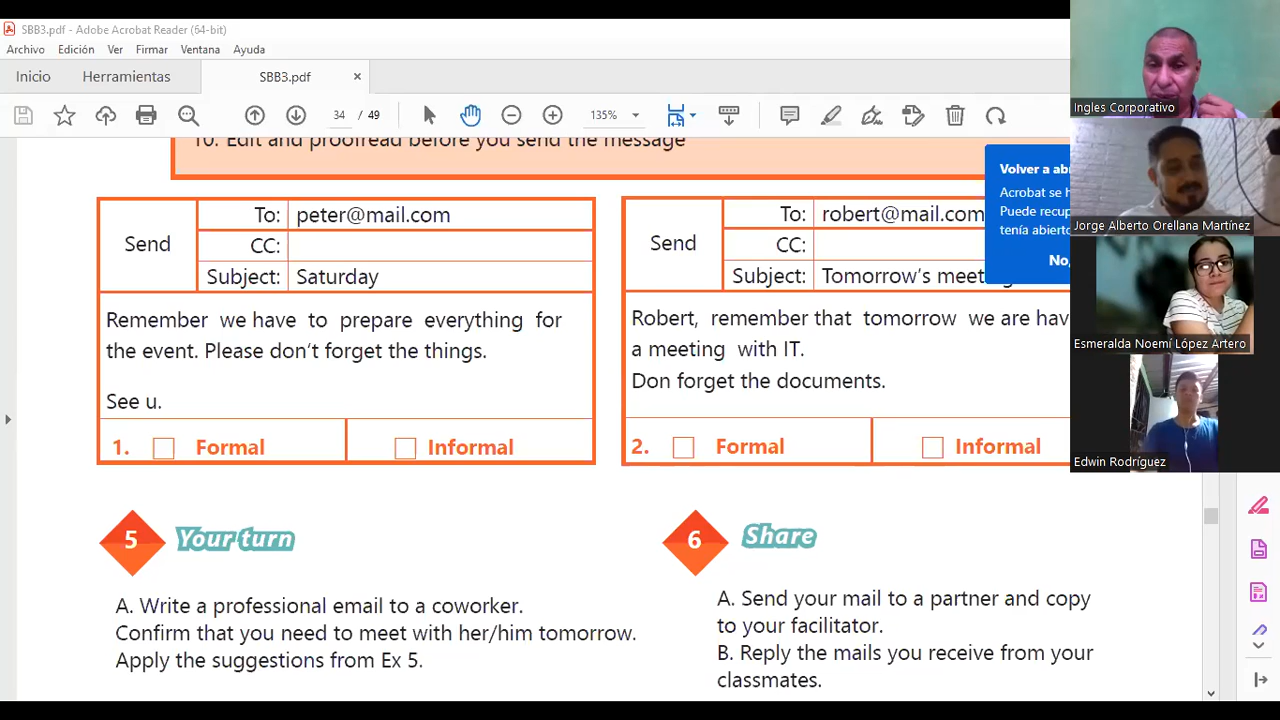 SBB3.pdf - Adobe Acrobat Reader (64-bit)
Archivo Edición Ver Firmar Ventana Ayuda
Inicio Herramientas SBB3.pdf ×
34 / 49 135%
10. Edit and proofread before you send the message
Send
To: peter@mail.com
CC:
Subject: Saturday
Remember we have to prepare everything for
the event. Please don't forget the things.
See u.
1. Formal Informal
Send
To: robert@mail.com
CC:
Subject: Tomorrow's
Robert, remember that tomorrow we are
a meeting with IT.
Don forget the documents.
2. Formal Informal
Volver a
Acrobat se
Puede
tenía abierto
No,
5 Your turn
A. Write a professional email to a coworker.
Confirm that you need to meet with her/him tomorrow.
Apply the suggestions from Ex 5.
6 Share
A. Send your mail to a partner and copy
to your facilitator.
B. Reply the mails you receive from your
classmates.
Ingles Corporativo
Jorge Alberto Orellana Martínez
Esmeralda Noemí López Artero
Edwin Rodríguez